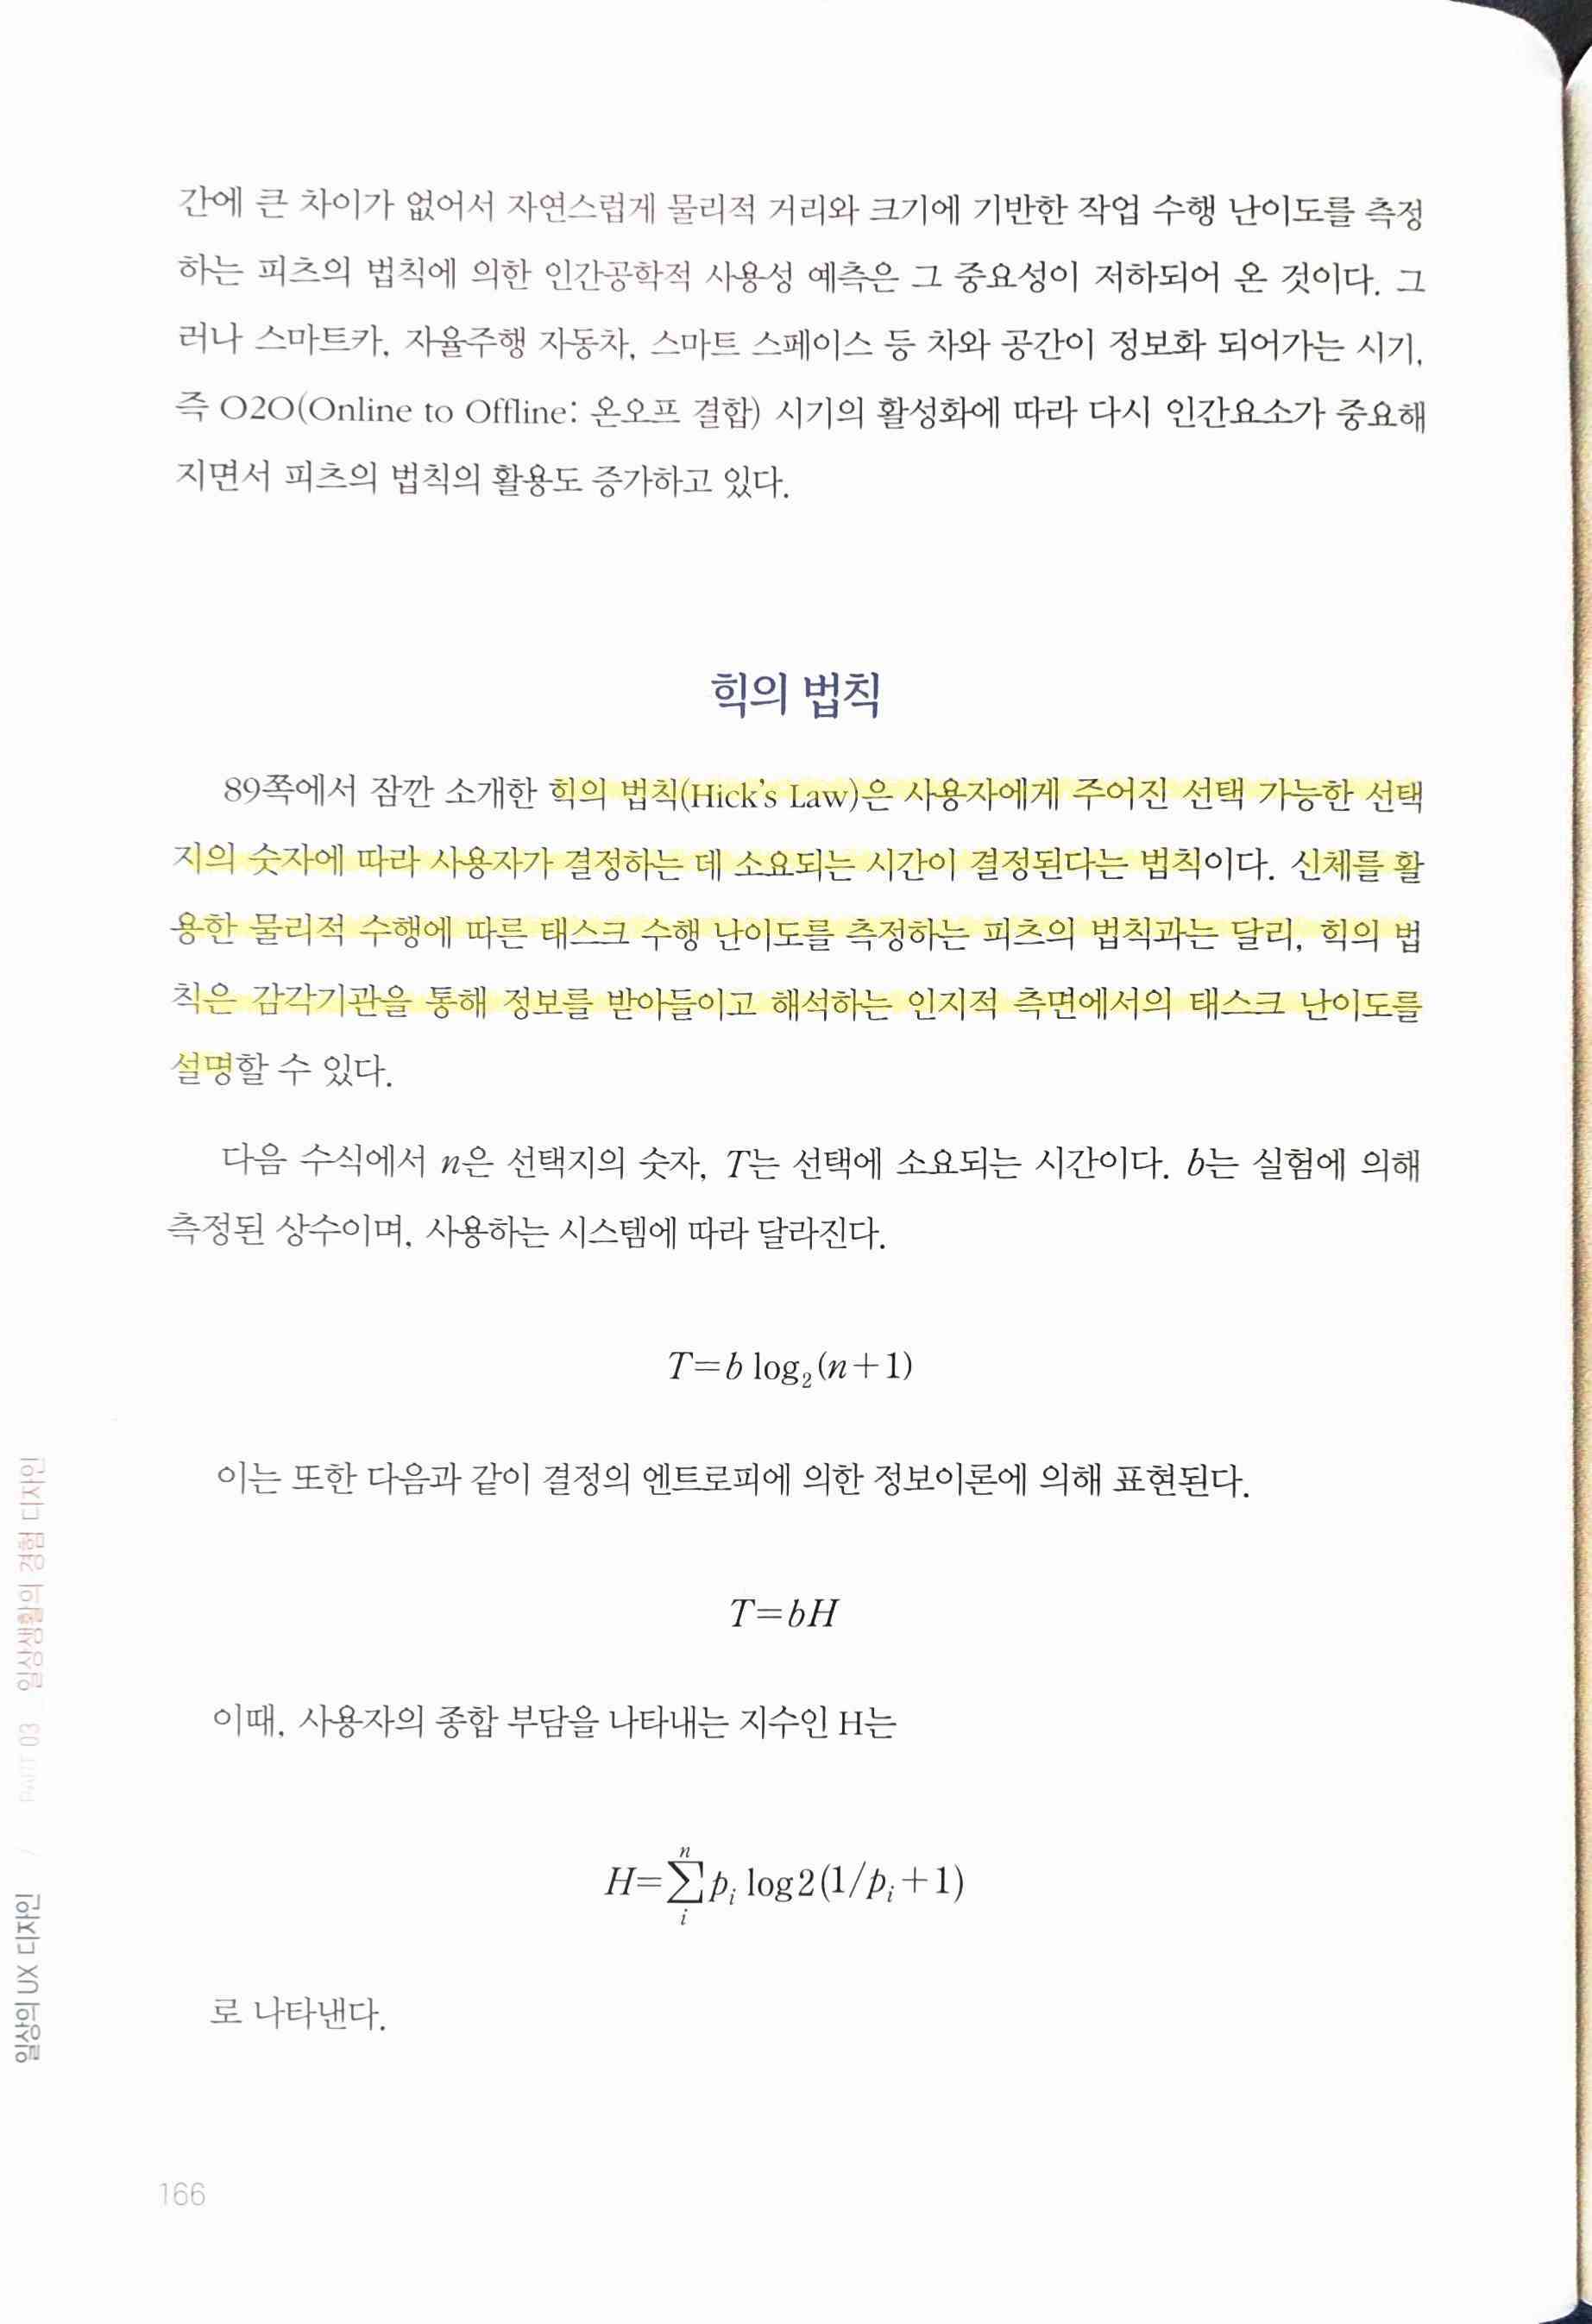 간에 큰 차이가 없어서 자연스럽게 물리적 거리와 크기에 기반한 작업 수행 난이도를 측정
하는 피츠의 법칙에 의한 인간공학적 사용성 예측은 그 중요성이 저하되어 온 것이다. 그
러나 스마트카, 자율주행 자동차, 스마트 스페이스 등 차와 공간이 정보화 되어가는 시기,
즉 O2O(Online to Offline: 온오프 결합) 시기의 활성화에 따라 다시 인간요소가 중요해
지면서 피츠의 법칙의 활용도 증가하고 있다.
힉의 법칙
89쪽에서 잠깐 소개한 힉의 법칙(Hick's Law)은 사용자에게 주어진 선택 가능한 선택
지의 숫자에 따라 사용자가 결정하는 데 소요되는 시간이 결정된다는 법칙이다. 신체를 활
용한 물리적 수행에 따른 태스크 수행 난이도를 측정하는 피츠의 법칙과는 달리, 힉의 법
칙은 감각기관을 통해 정보를 받아들이고 해석하는 인지적 측면에서의 태스크 난이도를
설명할 수 있다.
다음 수식에서 n은 선택지의 숫자, T는 선택에 소요되는 시간이다. b는 실험에 의해
측정된 상수이며, 사용하는 시스템에 따라 달라진다.
T=b log₂(n+1)
이는 또한 다음과 같이 결정의 엔트로피에 의한 정보이론에 의해 표현된다.
T=bH
이때, 사용자의 종합 부담을 나타내는 지수인 H는
H=∑ⁿᵢ pᵢ log2(1/pᵢ+1)
로 나타낸다.
일상의 UX 디자인 / PART 03 일상생활의 경험 디자인
166